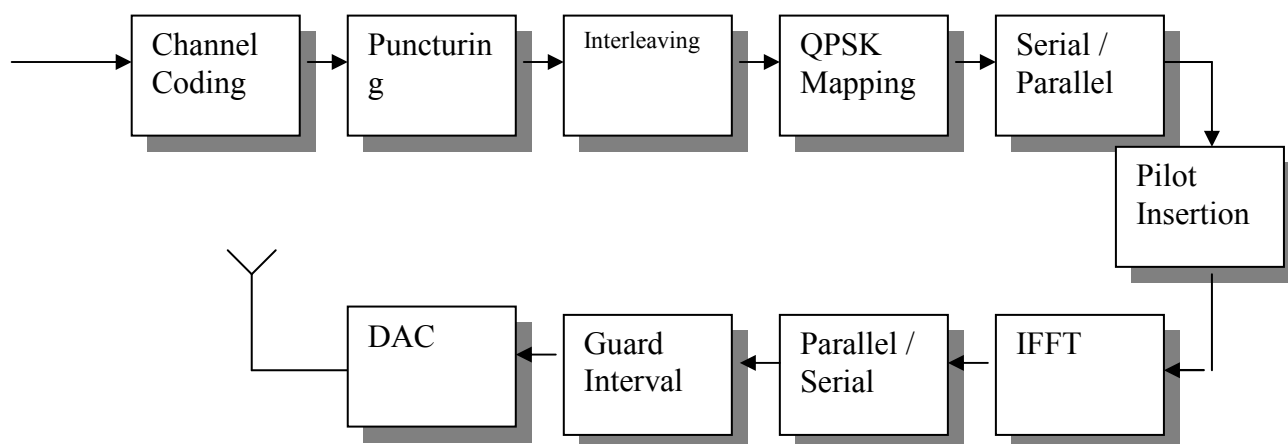 Channel
Coding
Puncturin
g
Interleaving
QPSK
Mapping
Serial /
Parallel
Pilot
Insertion
DAC
Guard
Interval
Parallel /
Serial
IFFT